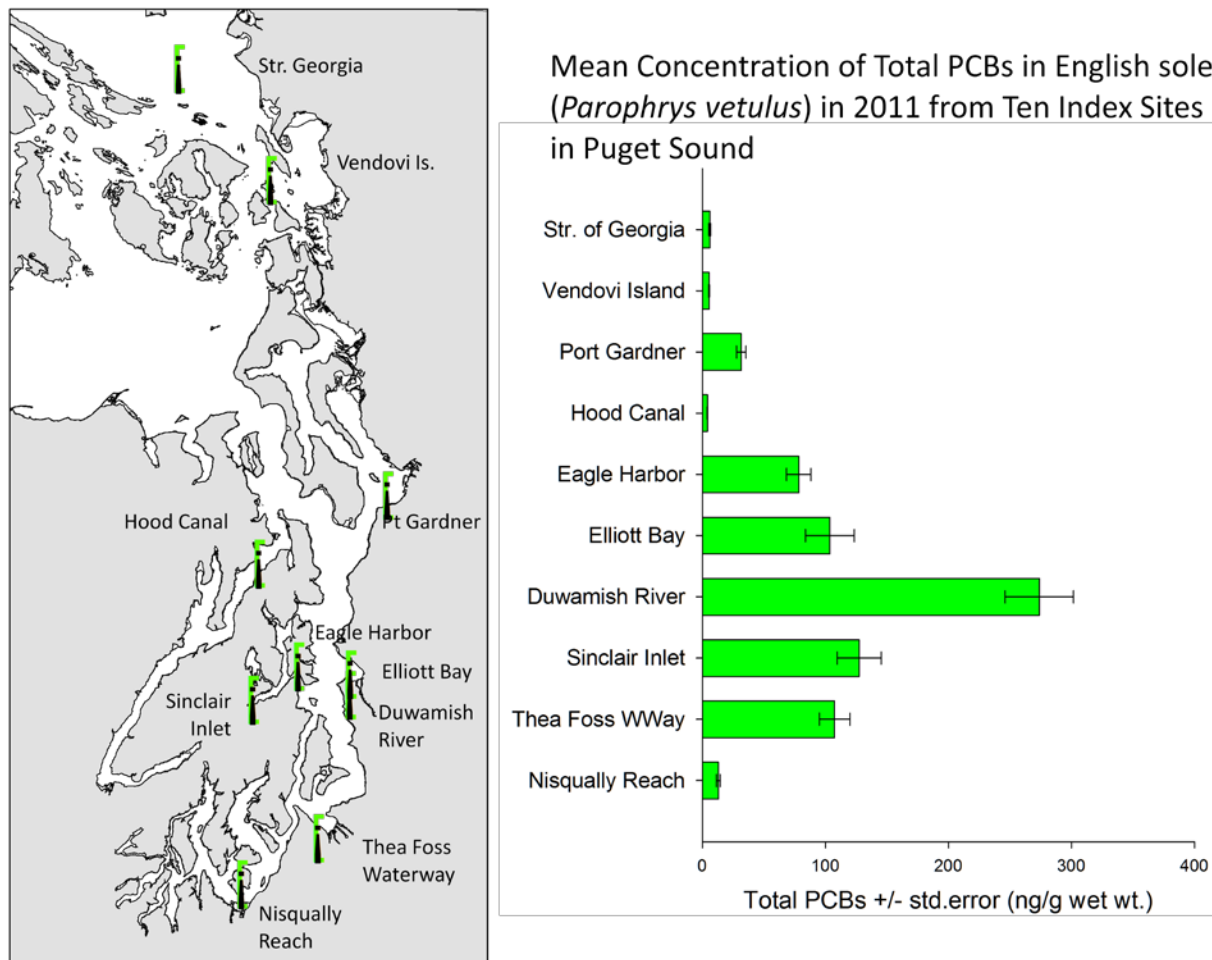 Str. Georgia
Vendovi Is.
Hood Canal
Pt Gardner
Eagle Harbor
Elliott Bay
Sinclair
Inlet
Duwamish
River
Thea Foss
Waterway
Nisqually
Reach
Mean Concentration of Total PCBs in English sole
(Parophrys vetulus) in 2011 from Ten Index Sites
in Puget Sound
Str. of Georgia
Vendovi Island
Port Gardner
Hood Canal
Eagle Harbor
Elliott Bay
Duwamish River
Sinclair Inlet
Thea Foss WWay
Nisqually Reach
0 100 200 300 400
Total PCBs +/- std.error (ng/g wet wt.)